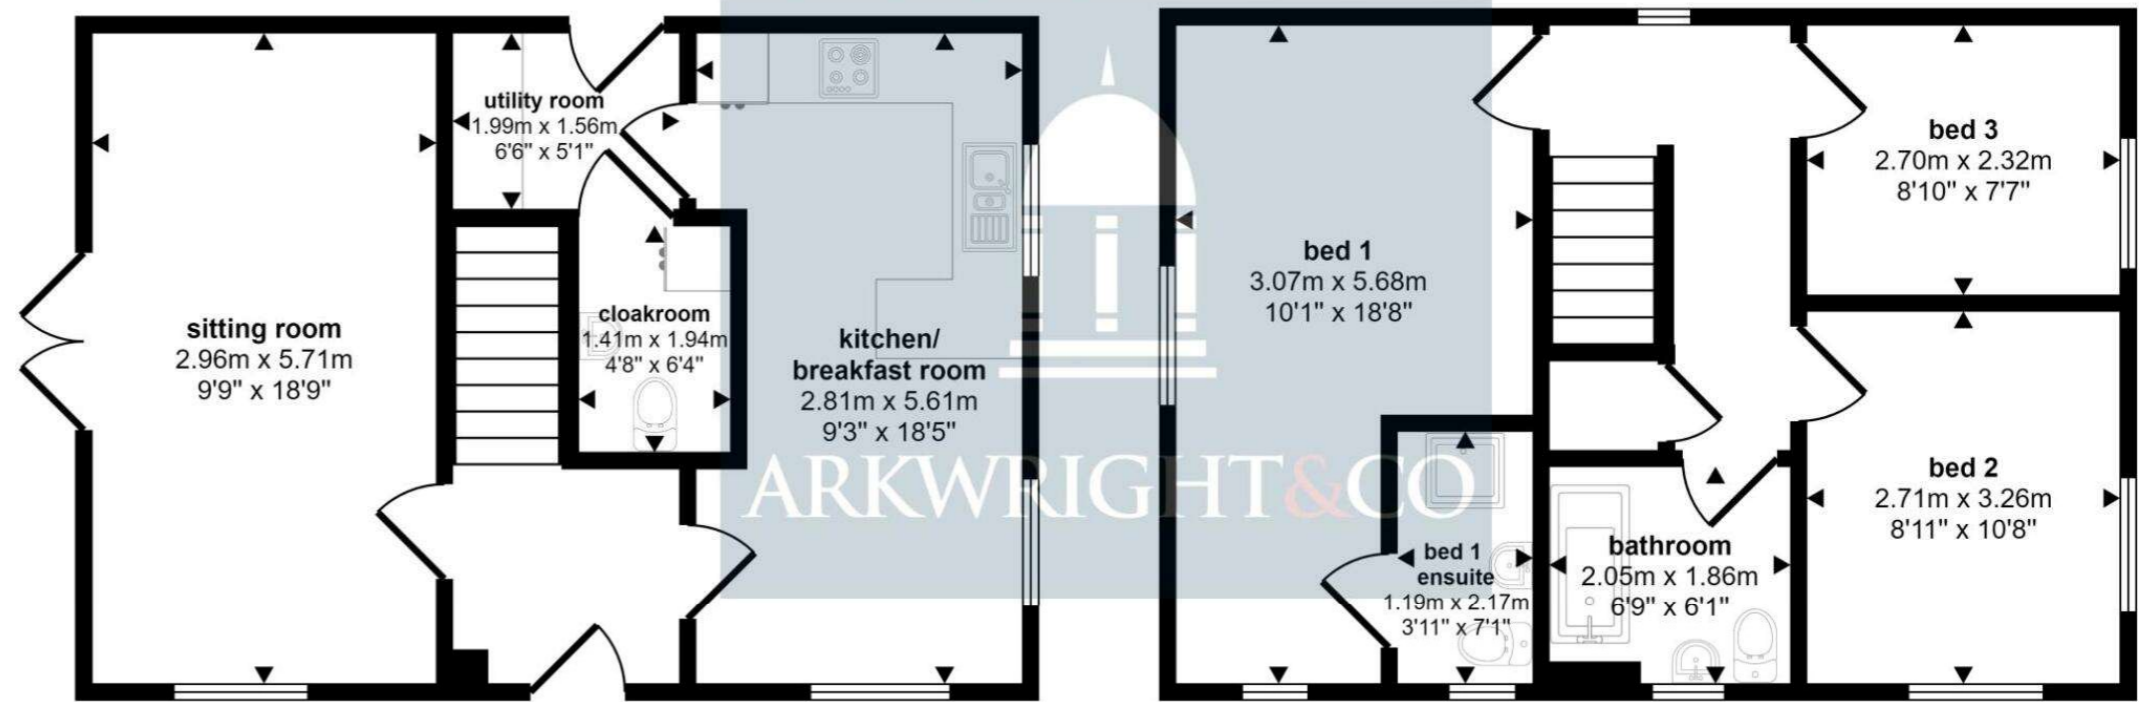 utility room
1.99m x 1.56m
6'6" x 5'1"
sitting room
2.96m x 5.71m
9'9" x 18'9"
cloakroom
1.41m x 1.94m
4'8" x 6'4"
kitchen/
breakfast room
2.81m x 5.61m
9'3" x 18'5"
ARKWRIGHT&CO
bed 1
3.07m x 5.68m
10'1" x 18'8"
bed 1
ensuite
1.19m x 2.17m
3'11" x 7'1"
bathroom
2.05m x 1.86m
6'9" x 6'1"
bed 3
2.70m x 2.32m
8'10" x 7'7"
bed 2
2.71m x 3.26m
8'11" x 10'8"